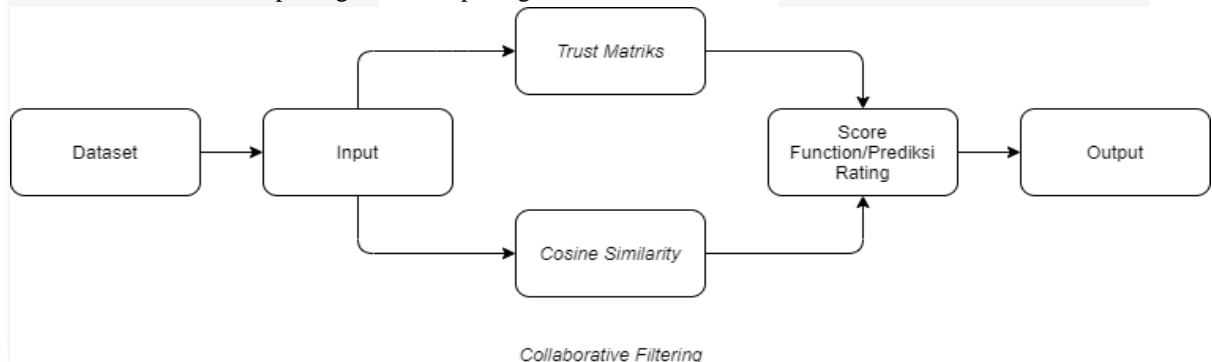 Trust Matriks
Dataset
Input
Score
Function/Prediksi
Rating
Output
Cosine Similarity
Collaborative Filtering